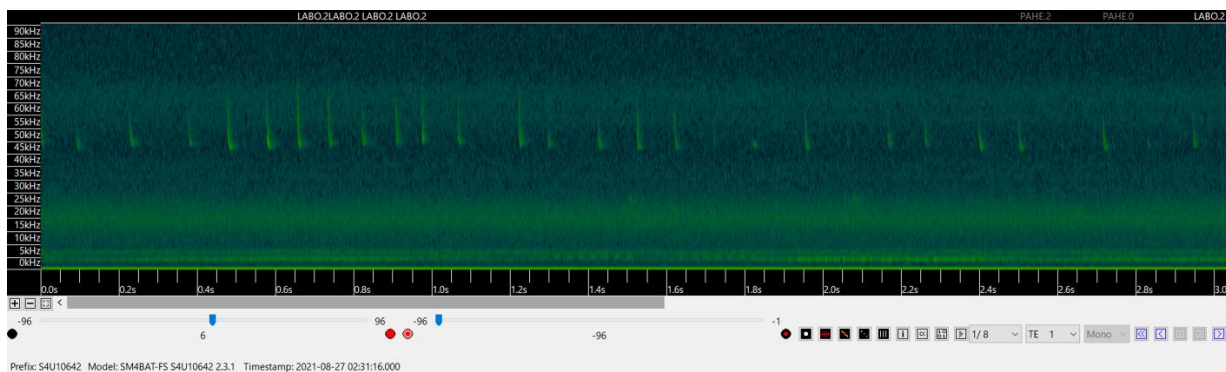 LABO.2LABO.2 LABO.2 LABO.2 PAHE.2 PAHE.0 LABO.2
90kHz
85kHz
80kHz
75kHz
70kHz
65kHz
60kHz
55kHz
50kHz
45kHz
40kHz
35kHz
30kHz
25kHz
20kHz
15kHz
10kHz
5kHz
0kHz
0.0s 0.2s 0.4s 0.6s 0.8s 1.0s 1.2s 1.4s 1.6s 1.8s 2.0s 2.2s 2.4s 2.6s 2.8s 3.0
-96 96 -96 -1
6 -96 1/8 TE 1 Mono
Prefix: S4U10642 Model: SM4BAT-FS S4U10642 2.3.1 Timestamp: 2021-08-27 02:31:16.000